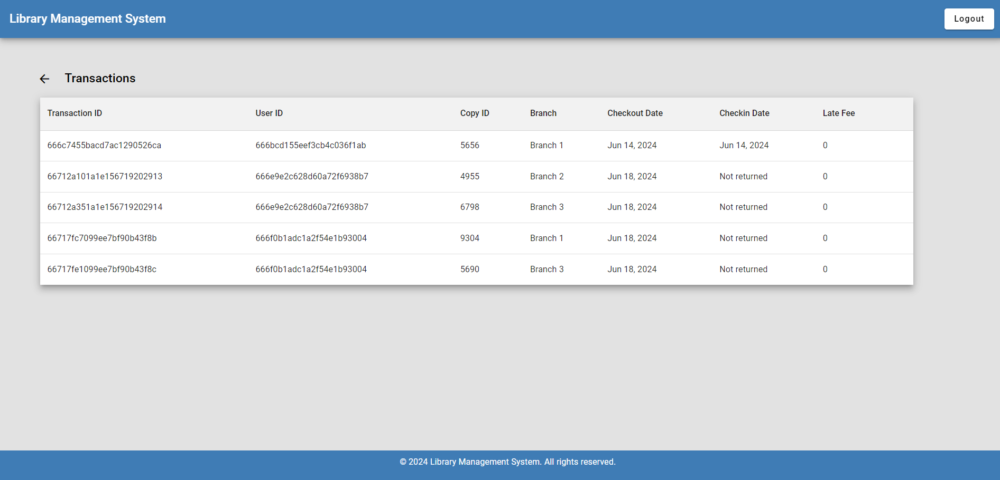 Library Management System
Logout
Transactions
Transaction ID User ID Copy ID Branch Checkout Date Checkin Date Late Fee
666c7455bacd7ac1290526ca 666bcd155eef3cb4c036f1ab 5656 Branch 1 Jun 14, 2024 Jun 14, 2024 0
66712a101a1e156719202913 666e9e2c628d60a72f6938b7 4955 Branch 2 Jun 18, 2024 Not returned 0
66712a351a1e156719202914 666e9e2c628d60a72f6938b7 6798 Branch 3 Jun 18, 2024 Not returned 0
66717fc7099ee7bf90b43f8b 666f0b1adc1a2f54e1b93004 9304 Branch 1 Jun 18, 2024 Not returned 0
66717fe1099ee7bf90b43f8c 666f0b1adc1a2f54e1b93004 5690 Branch 3 Jun 18, 2024 Not returned 0
© 2024 Library Management System. All rights reserved.